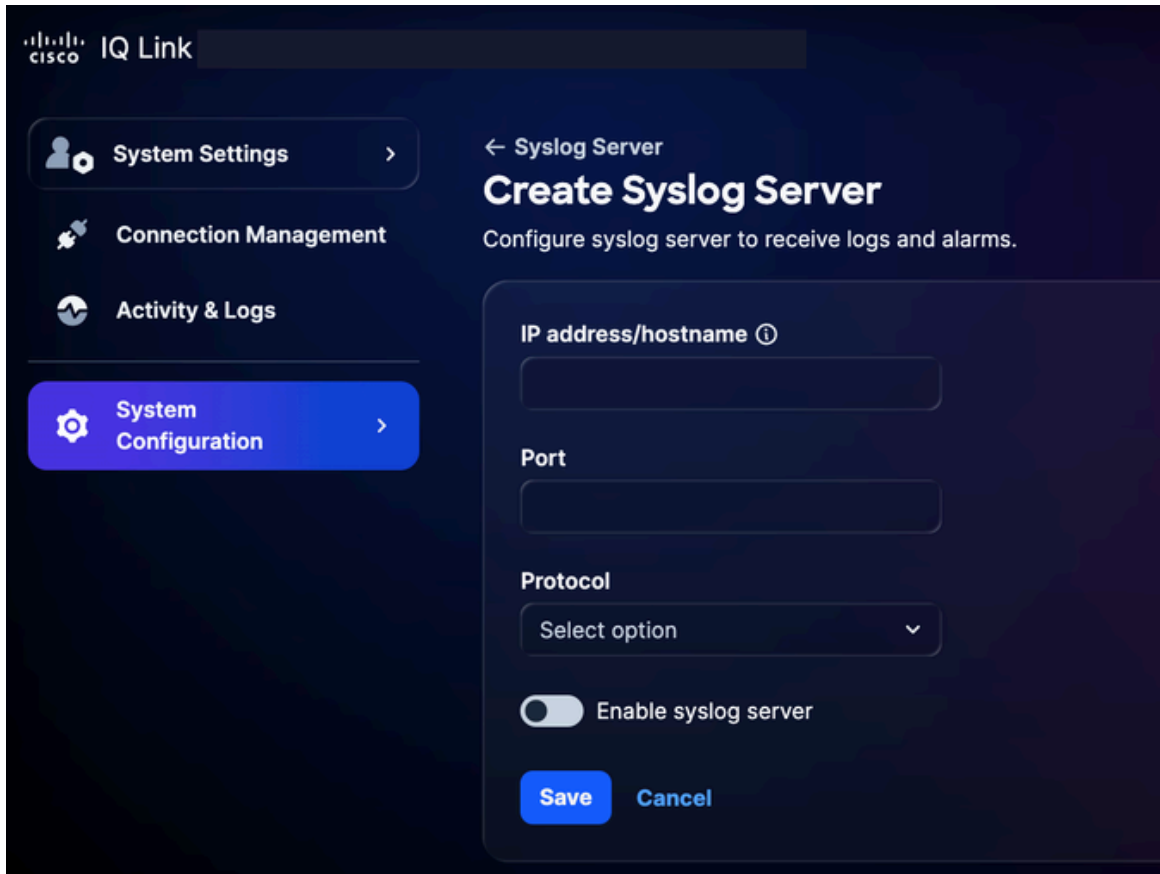 cisco IQ Link
System Settings
Connection Management
Activity & Logs
System
Configuration
← Syslog Server
Create Syslog Server
Configure syslog server to receive logs and alarms.
IP address/hostname
Port
Protocol
Select option
Enable syslog server
Save Cancel